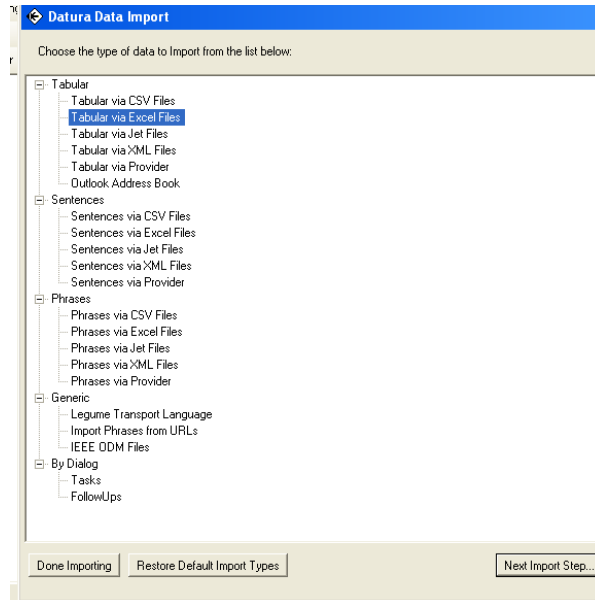 Datura Data Import
Choose the type of data to Import from the list below:
Tabular
Tabular via CSV Files
Tabular via Excel Files
Tabular via Jet Files
Tabular via XML Files
Tabular via Provider
Outlook Address Book
Sentences
Sentences via CSV Files
Sentences via Excel Files
Sentences via Jet Files
Sentences via XML Files
Sentences via Provider
Phrases
Phrases via CSV Files
Phrases via Excel Files
Phrases via Jet Files
Phrases via XML Files
Phrases via Provider
Generic
Legume Transport Language
Import Phrases from URLs
IEEE ODM Files
By Dialog
Tasks
FollowUps
Done Importing Restore Default Import Types Next Import Step...